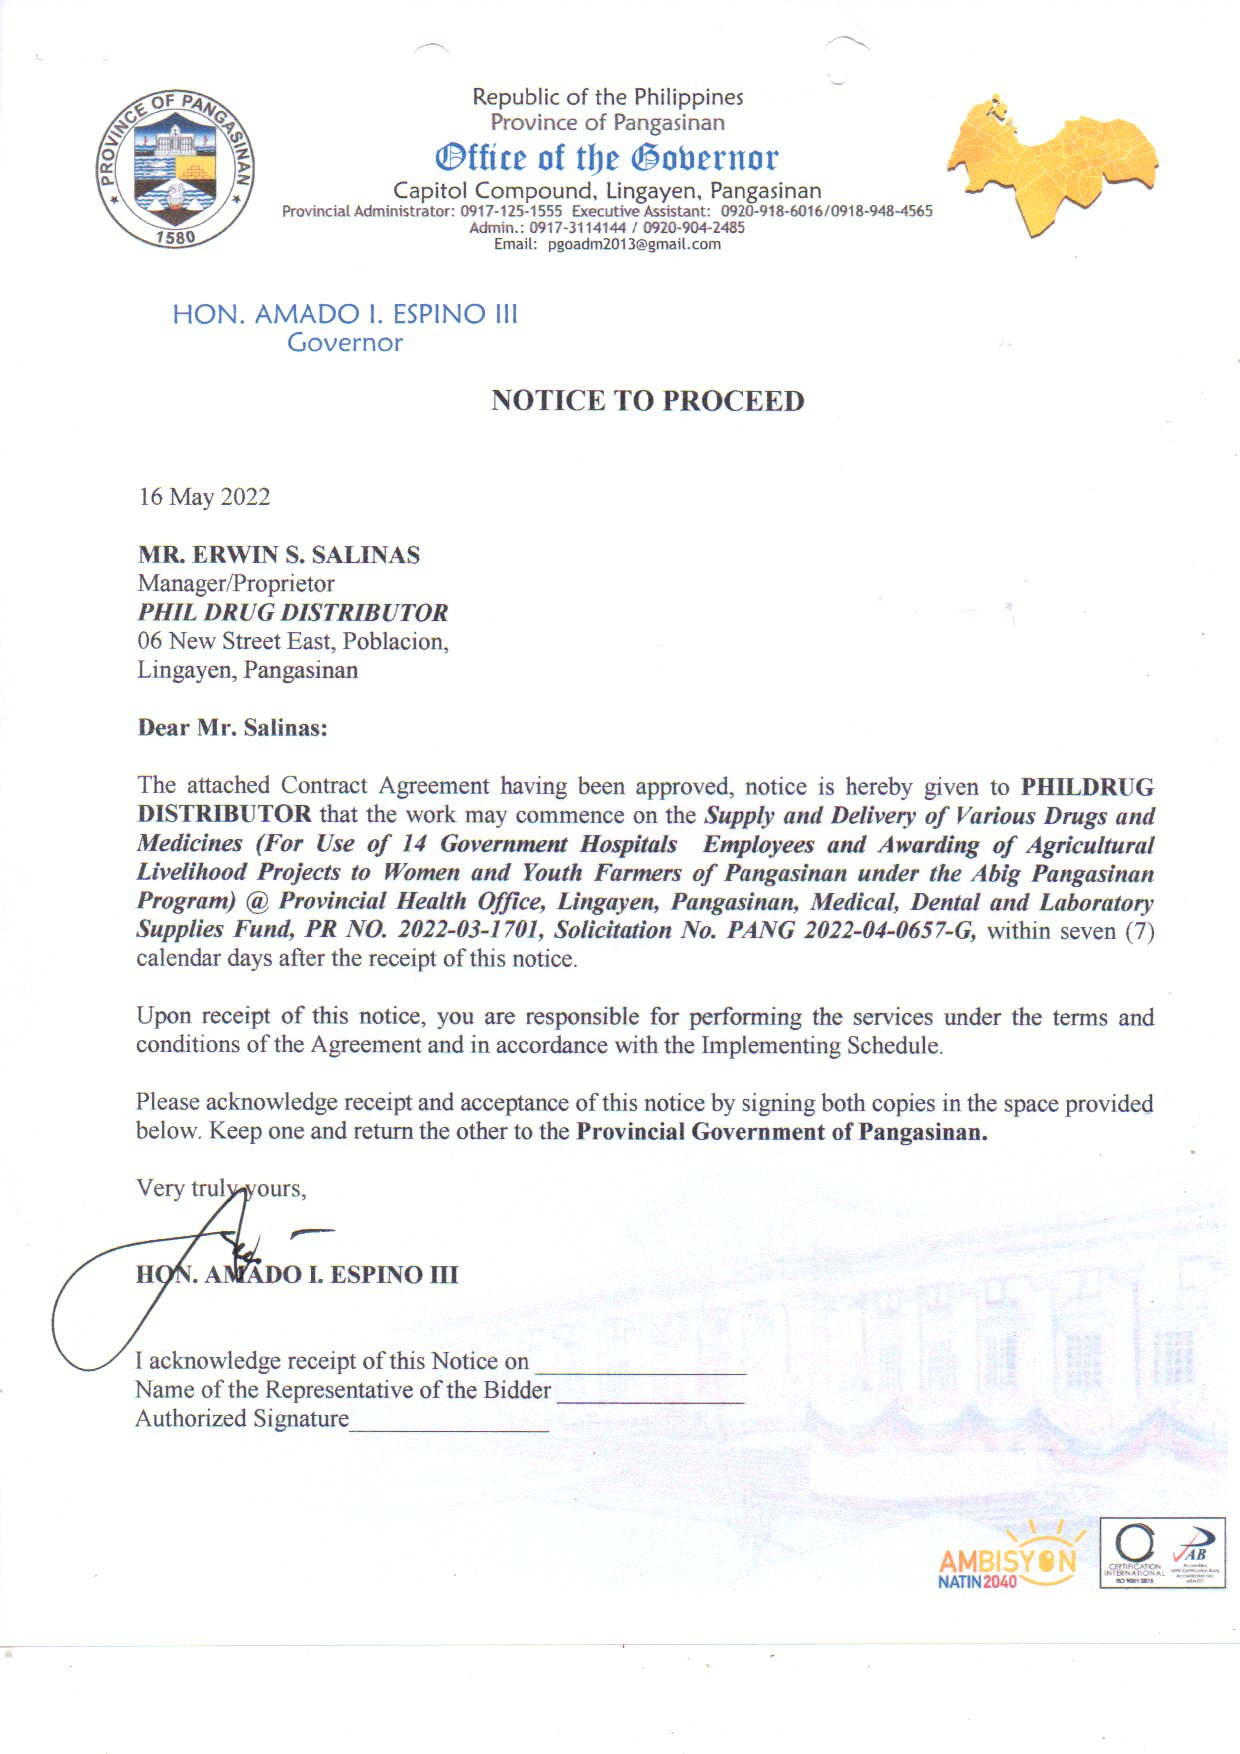 PROVINCE OF PANGASINAN
1580
Republic of the Philippines
Province of Pangasinan
Office of the Governor
Capitol Compound, Lingayen, Pangasinan
Provincial Administrator: 0917-125-1555 Executive Assistant: 0920-918-6016/0918-948-4565
Admin.: 0917-3114144 / 0920-904-2485
Email: pgoadm2013@gmail.com
HON. AMADO I. ESPINO III
Governor
NOTICE TO PROCEED
16 May 2022
MR. ERWIN S. SALINAS
Manager/Proprietor
PHIL DRUG DISTRIBUTOR
06 New Street East, Poblacion,
Lingayen, Pangasinan
Dear Mr. Salinas:
The attached Contract Agreement having been approved, notice is hereby given to PHILDRUG
DISTRIBUTOR that the work may commence on the Supply and Delivery of Various Drugs and
Medicines (For Use of 14 Government Hospitals Employees and Awarding of Agricultural
Livelihood Projects to Women and Youth Farmers of Pangasinan under the Abig Pangasinan
Program) @ Provincial Health Office, Lingayen, Pangasinan, Medical, Dental and Laboratory
Supplies Fund, PR NO. 2022-03-1701, Solicitation No. PANG 2022-04-0657-G, within seven (7)
calendar days after the receipt of this notice.
Upon receipt of this notice, you are responsible for performing the services under the terms and
conditions of the Agreement and in accordance with the Implementing Schedule.
Please acknowledge receipt and acceptance of this notice by signing both copies in the space provided
below. Keep one and return the other to the Provincial Government of Pangasinan.
Very truly yours,
HON. AMADO I. ESPINO III
I acknowledge receipt of this Notice on _________________
Name of the Representative of the Bidder _______________
Authorized Signature________________
AMBISYON
NATIN 2040
CERTIFICATION
INTERNATIONAL
ISO 9001:2015
PAB
Accredited